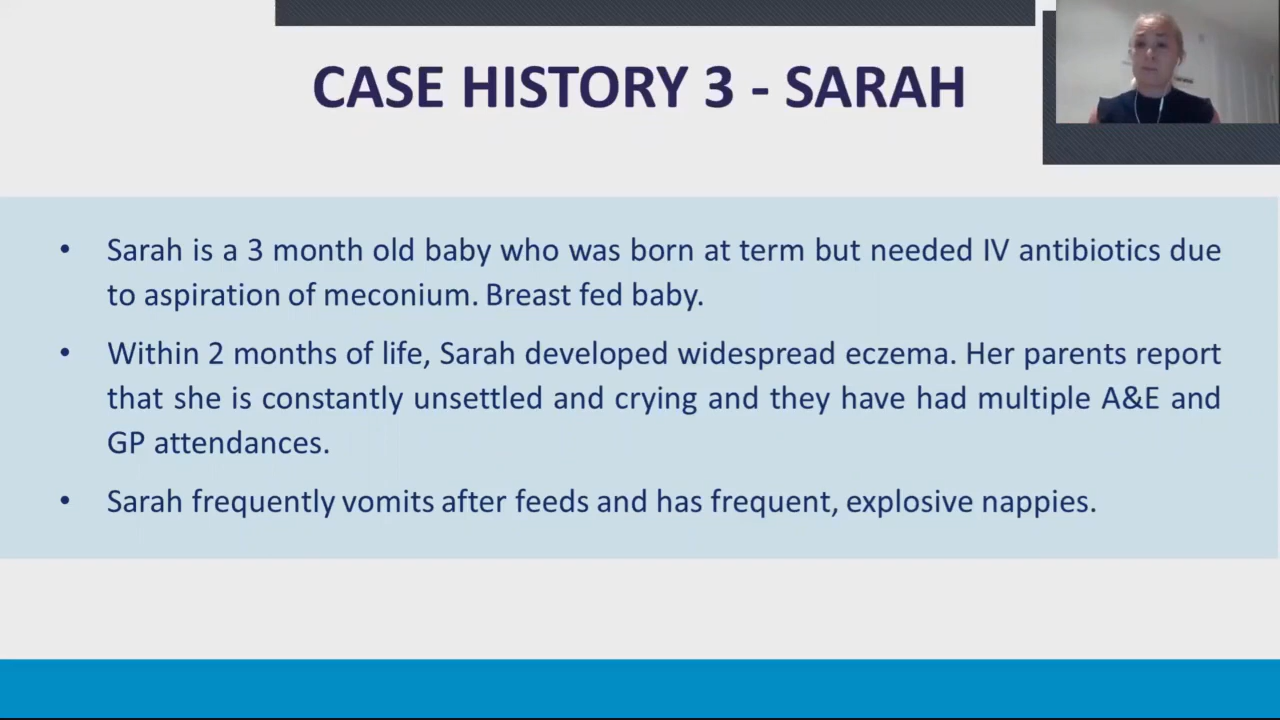 CASE HISTORY 3 - SARAH
• Sarah is a 3 month old baby who was born at term but needed IV antibiotics due
to aspiration of meconium. Breast fed baby.
• Within 2 months of life, Sarah developed widespread eczema. Her parents report
that she is constantly unsettled and crying and they have had multiple A&E and
GP attendances.
• Sarah frequently vomits after feeds and has frequent, explosive nappies.